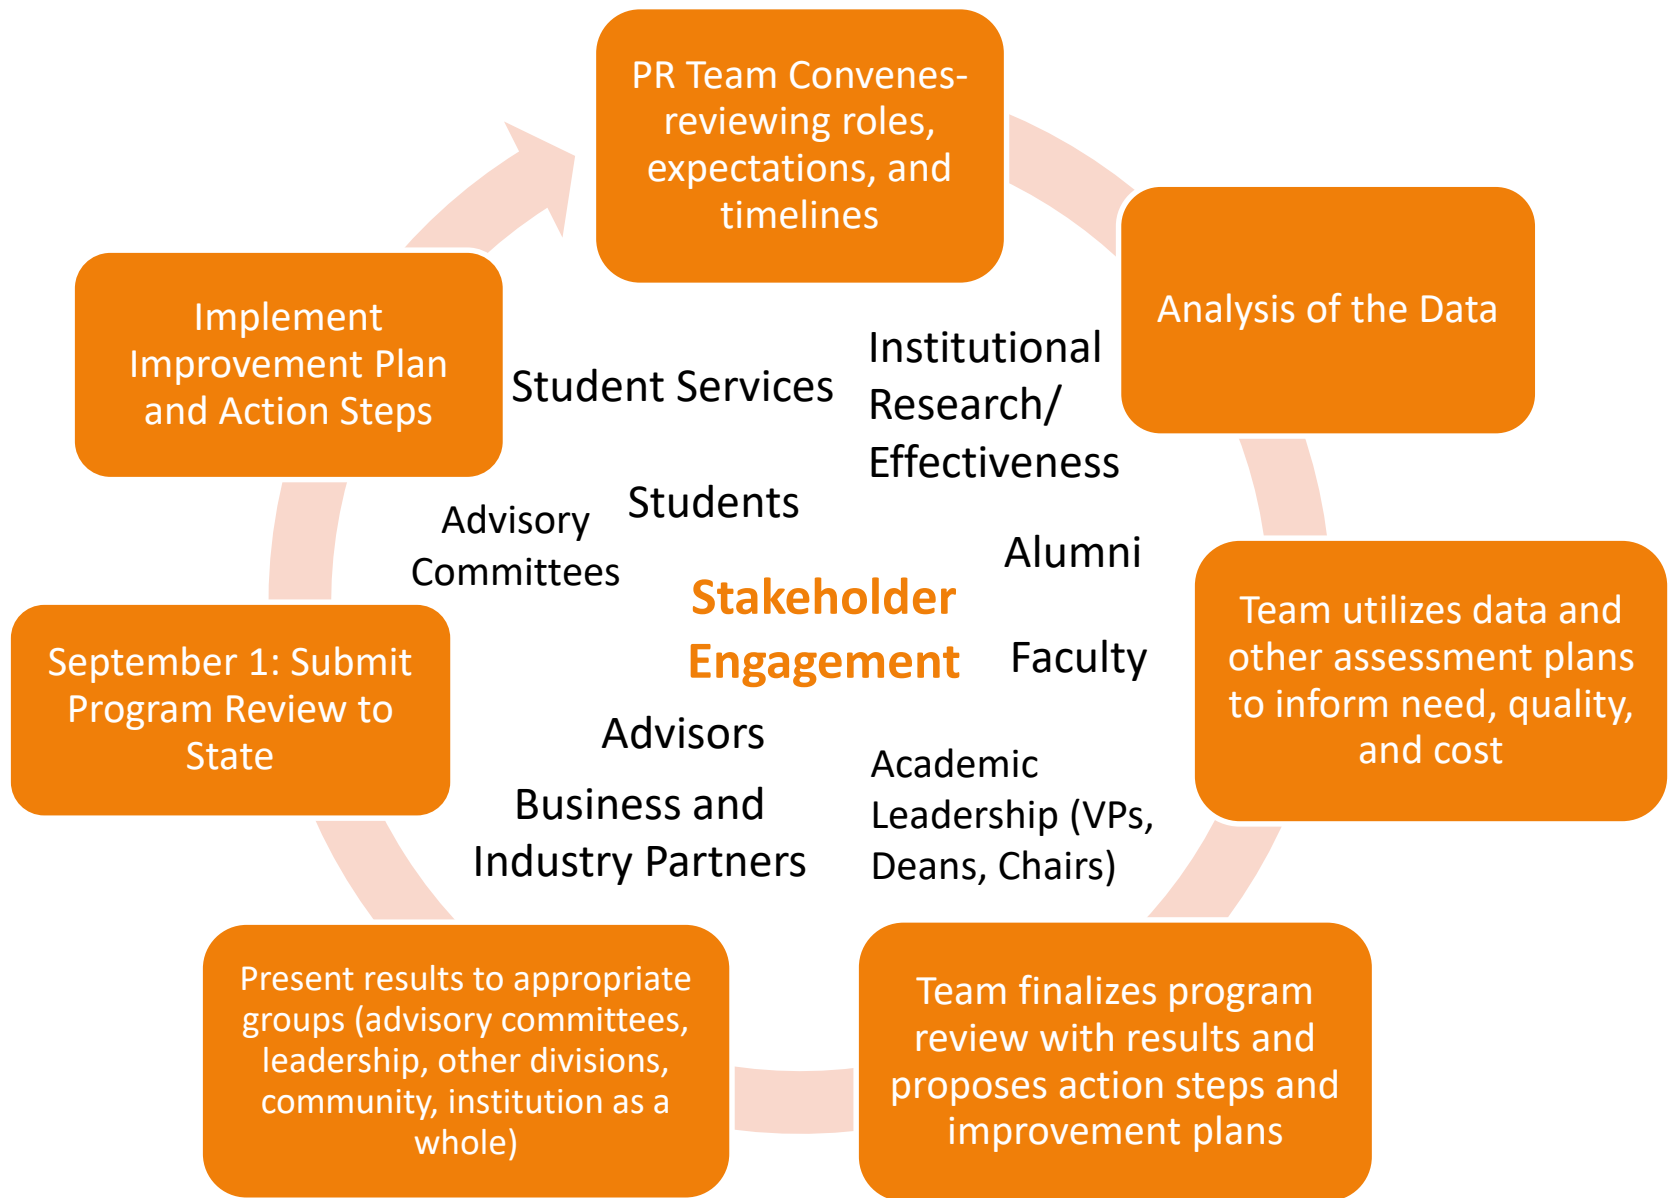 PR Team Convenes-
reviewing roles,
expectations, and
timelines
Analysis of the Data
Team utilizes data and
other assessment plans
to inform need, quality,
and cost
Team finalizes program
review with results and
proposes action steps and
improvement plans
Present results to appropriate
groups (advisory committees,
leadership, other divisions,
community, institution as a
whole)
September 1: Submit
Program Review to
State
Implement
Improvement Plan
and Action Steps
Student Services
Institutional
Research/
Effectiveness
Students
Advisory
Committees
Alumni
Stakeholder
Engagement
Faculty
Advisors
Business and
Industry Partners
Academic
Leadership (VPs,
Deans, Chairs)